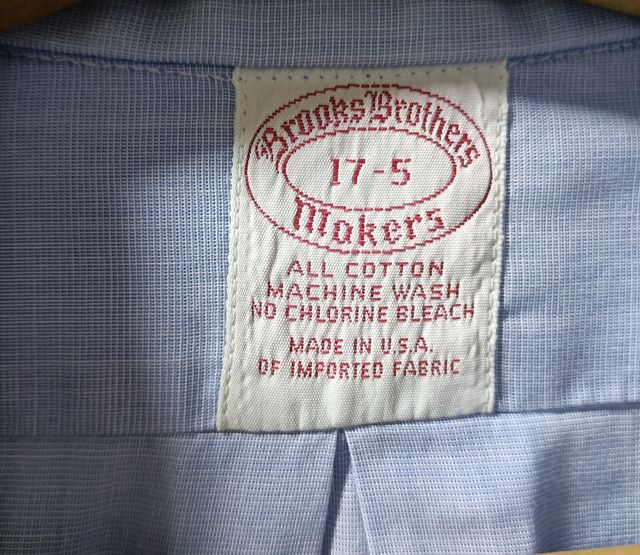 Brooks Brothers
17-5
Makers
ALL COTTON
MACHINE WASH
NO CHLORINE BLEACH
MADE IN U.S.A.
OF IMPORTED FABRIC